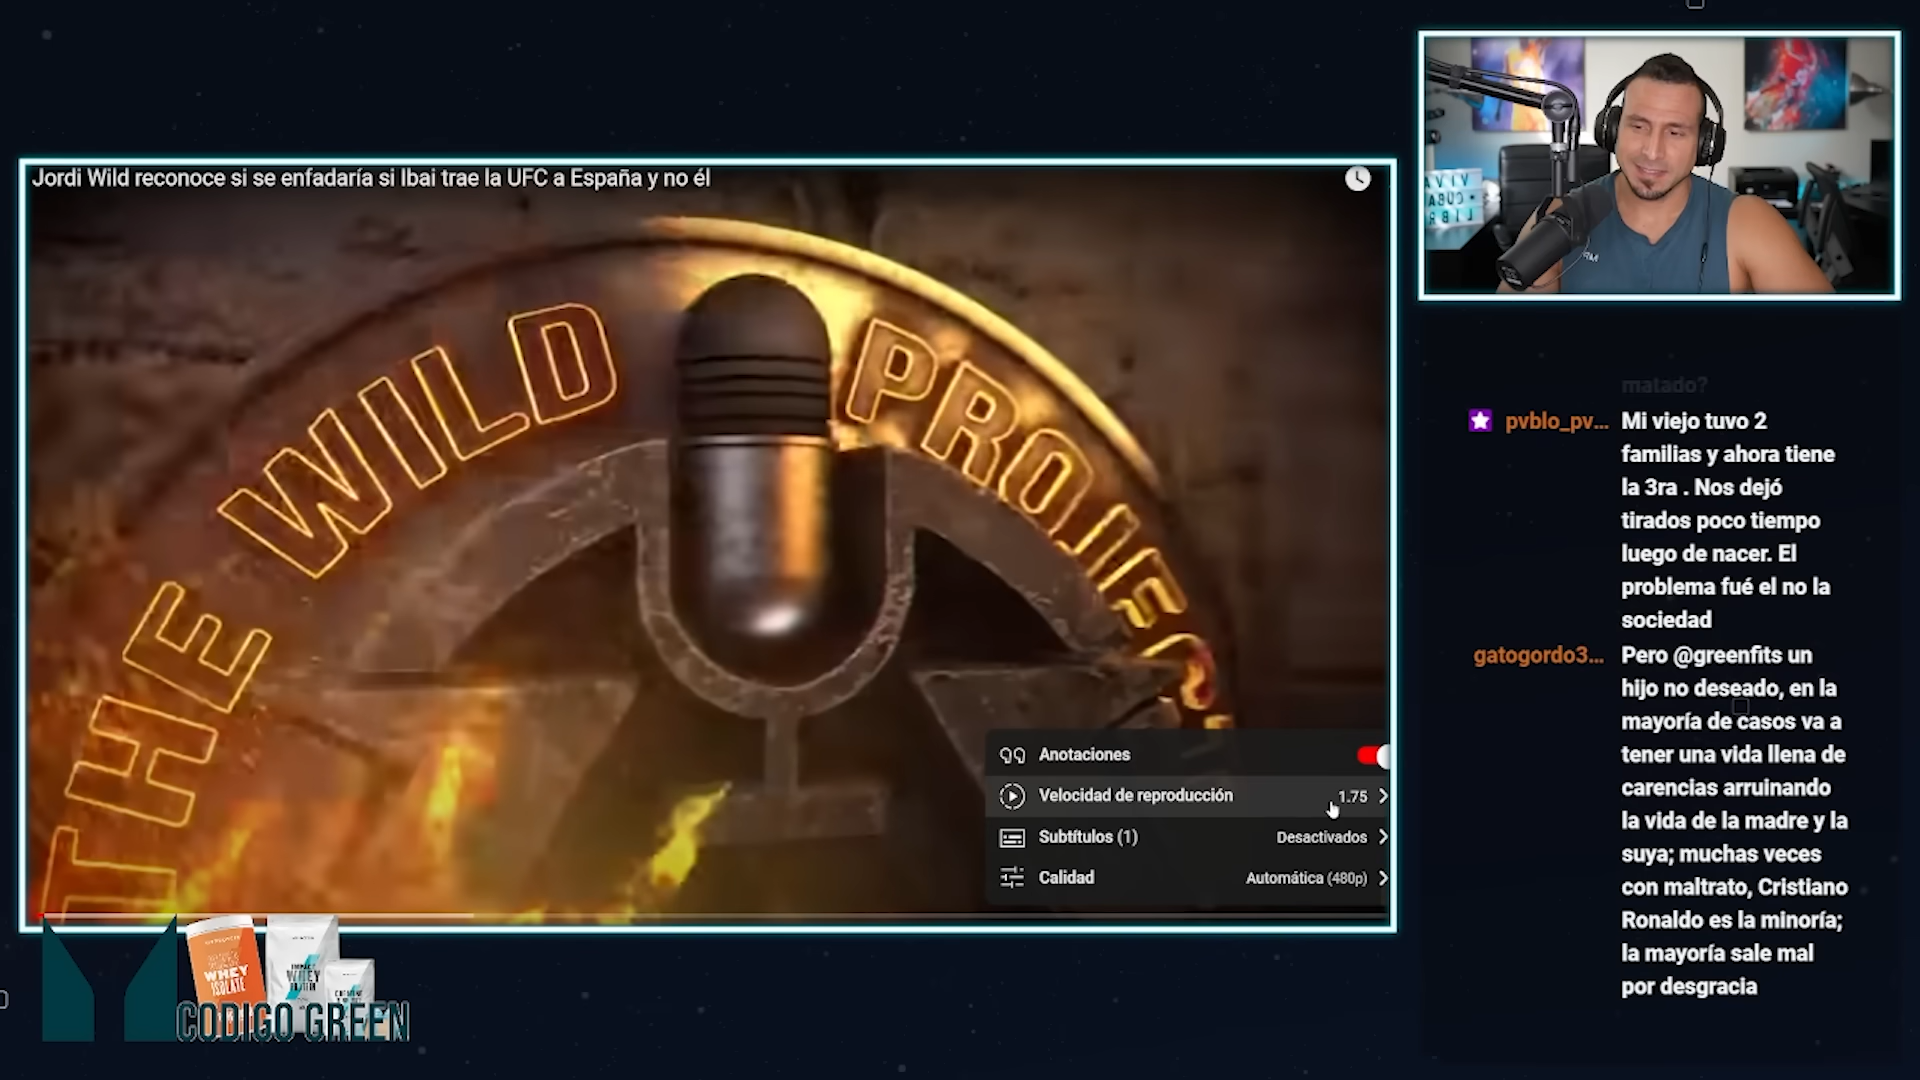 Jordi Wild reconoce si se enfadaría si Ibai trae la UFC a España y no él
THE WILD PROJECT
Anotaciones
Velocidad de reproducción 1.75
Subtítulos (1) Desactivados
Calidad Automática (480p)
WHEY
ISOLATE
WHEY
CODIGO GREEN
matado?
pvblo_pv... Mi viejo tuvo 2
familias y ahora tiene
la 3ra . Nos dejó
tirados poco tiempo
luego de nacer. El
problema fué el no la
sociedad
gatogordo3... Pero @greenfits un
hijo no deseado, en la
mayoría de casos va a
tener una vida llena de
carencias arruinando
la vida de la madre y la
suya; muchas veces
con maltrato, Cristiano
Ronaldo es la minoría;
la mayoría sale mal
por desgracia